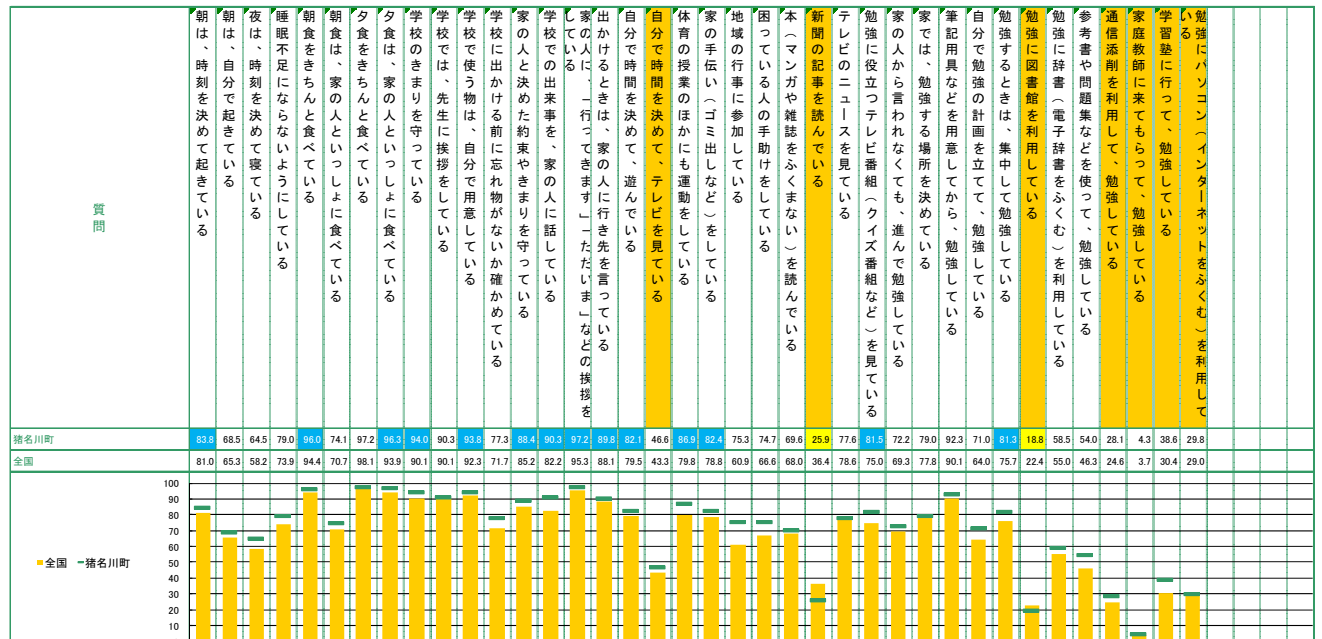 質問
朝は、時刻を決めて起きている
朝は、自分で起きている
夜は、時刻を決めて寝ている
睡眠不足にならないようにしている
朝食をきちんと食べている
朝食は、家の人といっしょに食べている
夕食をきちんと食べている
夕食は、家の人といっしょに食べている
学校のきまりを守っている
学校では、先生に挨拶をしている
学校で使う物は、自分で用意している
学校に出かける前に忘れ物がないか確かめている
家の人と決めた約束やきまりを守っている
学校での出来事を、家の人に話している
家の人に、「行ってきます」「ただいま」などの挨拶を
している
出かけるときは、家の人に行き先を言っている
自分で時間を決めて、遊んでいる
自分で時間を決めて、テレビを見ている
体育の授業のほかにも運動をしている
家の手伝い(ゴミ出しなど)をしている
地域の行事に参加している
困っている人の手助けをしている
本(マンガや雑誌をふくまない)を読んでいる
新聞の記事を読んでいる
テレビのニュースを見ている
勉強に役立つテレビ番組(クイズ番組など)を見ている
家の人から言われなくても、進んで勉強している
家では、勉強する場所を決めている
筆記用具などを用意してから、勉強している
自分で勉強の計画を立てて、勉強している
勉強するときは、集中して勉強している
勉強に図書館を利用している
勉強に辞書(電子辞書をふくむ)を利用している
参考書や問題集などを使って、勉強している
通信添削を利用して、勉強している
家庭教師に来てもらって、勉強している
学習塾に行って、勉強している
勉強にパソコン(インターネットをふくむ)を利用して
いる
猪名川町 83.8 68.5 64.5 79.0 96.0 74.1 97.2 96.3 94.0 90.3 93.8 77.3 88.4 90.3 97.2 89.8 82.1 46.6 86.9 82.4 75.3 74.7 69.6 25.9 77.6 81.5 72.2 79.0 92.3 71.0 81.3 18.8 58.5 54.0 28.1 4.3 38.6 29.8
全国 81.0 65.3 58.2 73.9 94.4 70.7 98.1 93.9 90.1 90.1 92.3 71.7 85.2 82.2 95.3 88.1 79.5 43.3 79.8 78.8 60.9 66.6 68.0 36.4 78.6 75.0 69.3 77.8 90.1 64.0 75.7 22.4 55.0 46.3 24.6 3.7 30.4 29.0
100
90
80
70
60
50
40
30
20
10
全国 猪名川町